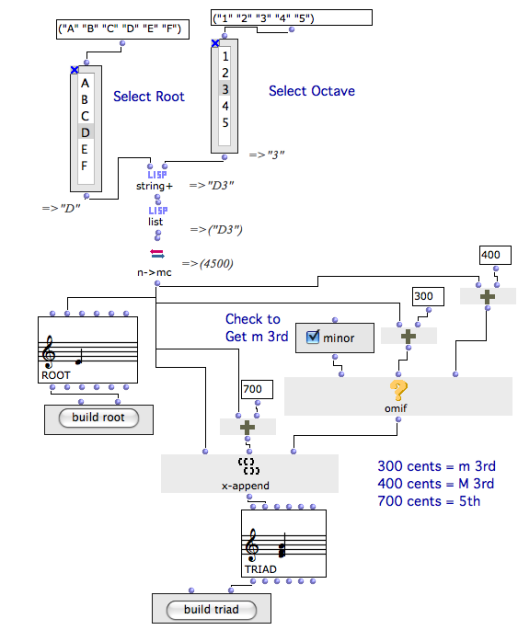 ("A" "B" "C" "D" "E" "F")
("1" "2" "3" "4" "5")
A
B
C
D
E
F
Select Root
1
2
3
4
5
Select Octave
=>"3"
=>"D"
LISP
string+
=>"D3"
LISP
list
=>("D3")
n->mc
=>(4500)
400
300
Check to
Get m 3rd
minor
ROOT
build root
700
omif
x-append
300 cents = m 3rd
400 cents = M 3rd
700 cents = 5th
TRIAD
build triad